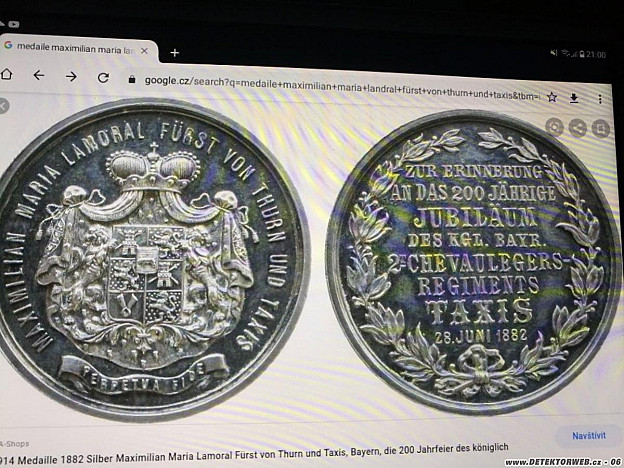 medaile maximilian maria la
21:00
google.cz/search?q=medaile+maximilian+maria+landral+fürst+von+thurn+und+taxis&tbm=
MAXIMILIAN MARIA LAMORAL FÜRST VON THURN UND TAXIS
PERPETVA FIDE
ZUR ERINNERUNG
AN DAS 200 JÄHRIGE
JUBILÄUM
DES KGL. BAYR.
2TES CHEVAULEGERS-
REGIMENTS
TAXIS
28. JUNI 1882
A-Shops
Navštívit
914 Medaille 1882 Silber Maximilian Maria Lamoral Fürst von Thurn und Taxis, Bayern, die 200 Jahrfeier des königlich
www.DETEKTORWEB.cz - 06